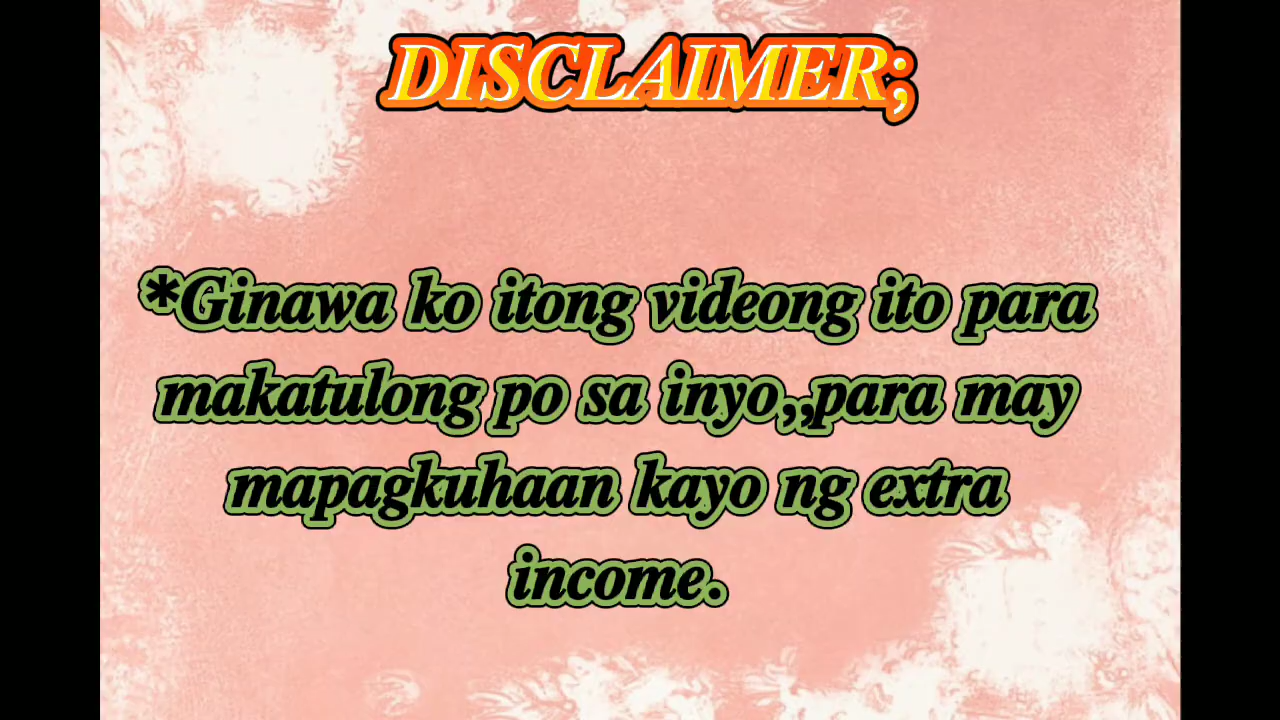 DISCLAIMER;
*Ginawa ko itong videong ito para
makatulong po sa inyo,,para may
mapagkuhaan kayo ng extra
income.